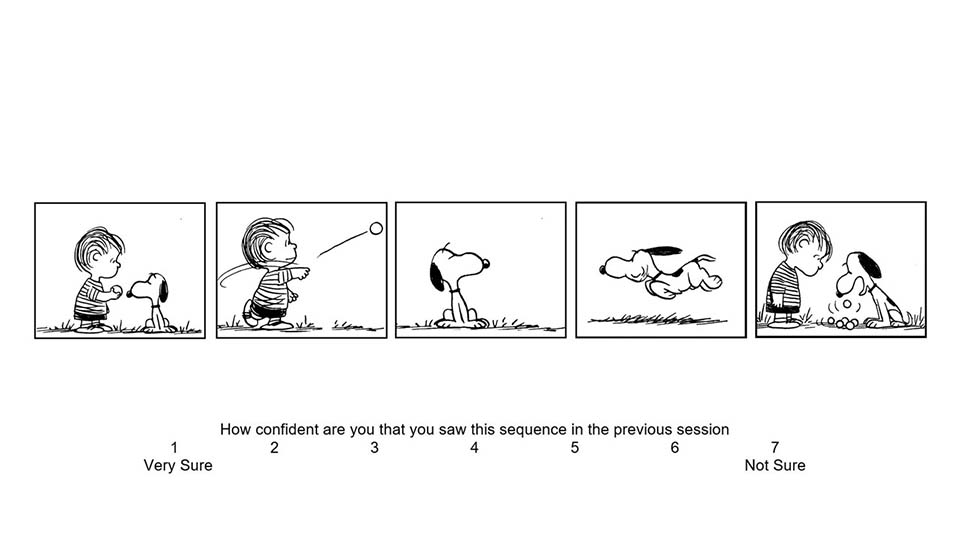 How confident are you that you saw this sequence in the previous session
1 2 3 4 5 6 7
Very Sure Not Sure